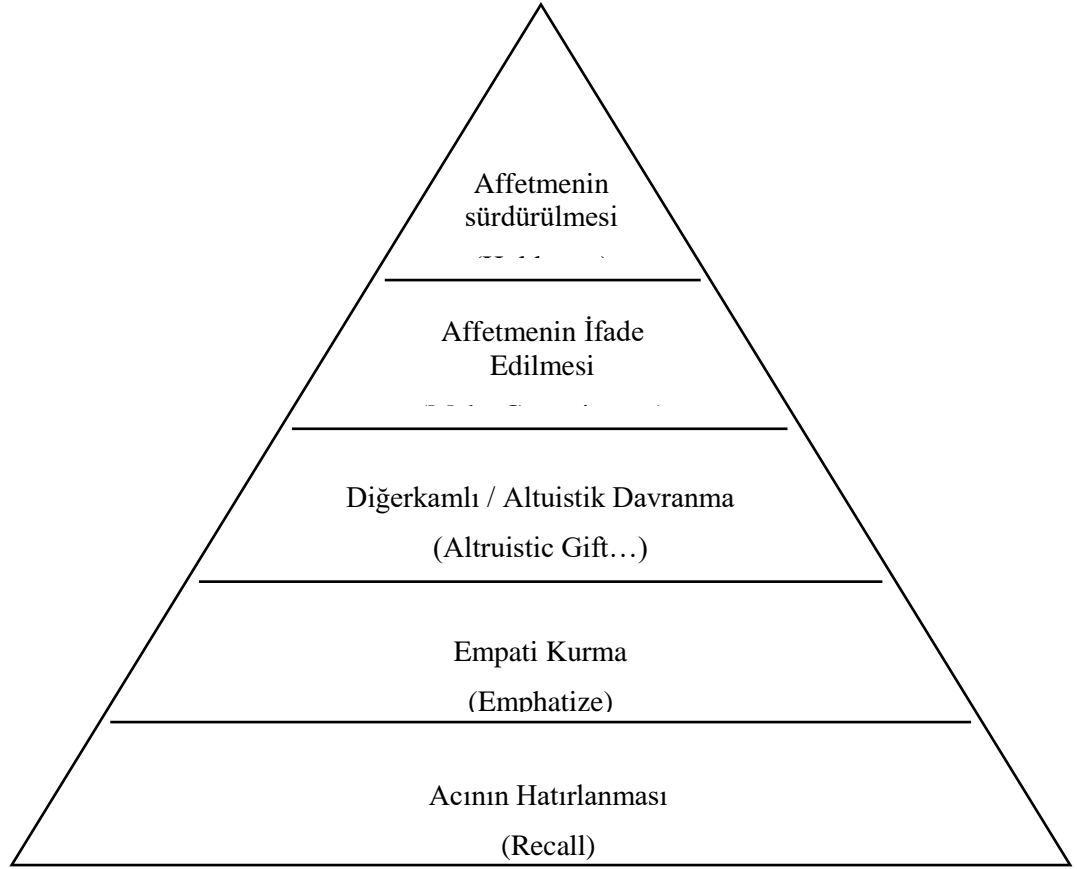 Affetmenin
sürdürülmesi
Affetmenin İfade
Edilmesi
Diğerkamlı / Altuistik Davranma
(Altruistic Gift…)
Empati Kurma
(Emphatize)
Acının Hatırlanması
(Recall)